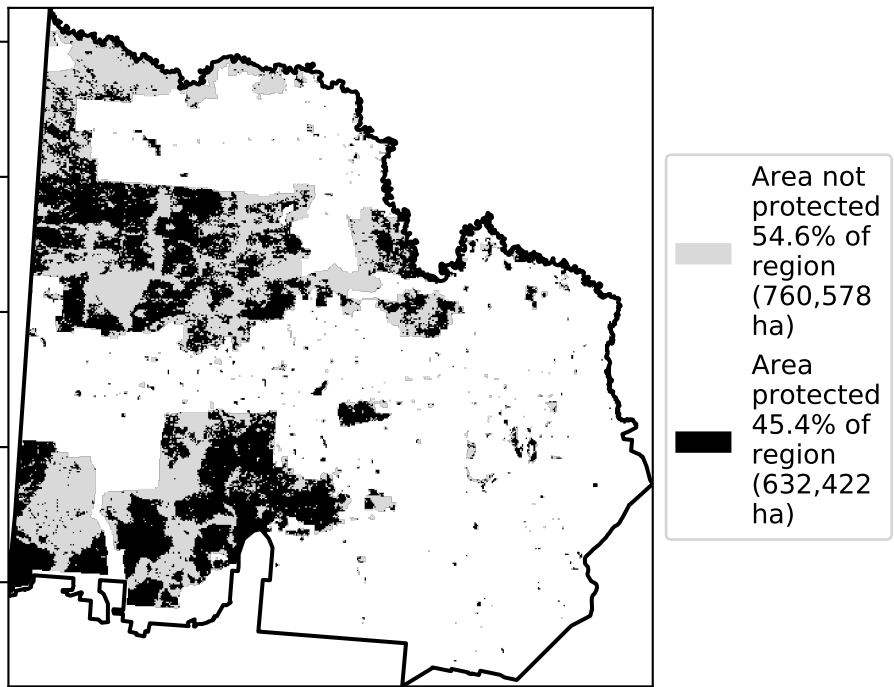 Area not
protected
54.6% of
region
(760,578
ha)
Area
protected
45.4% of
region
(632,422
ha)